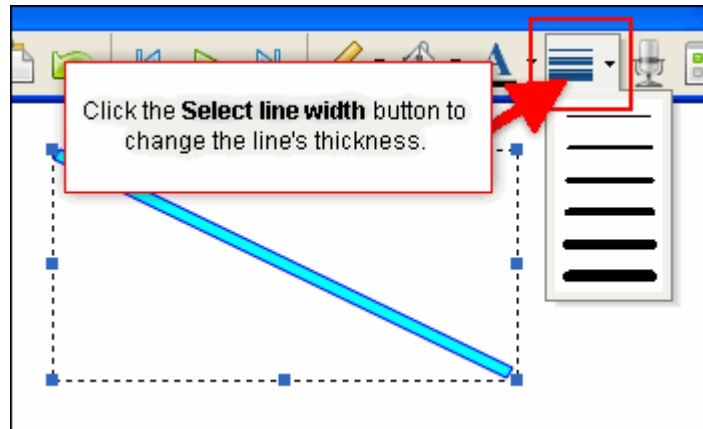 A
Click the Select line width button to
change the line's thickness.